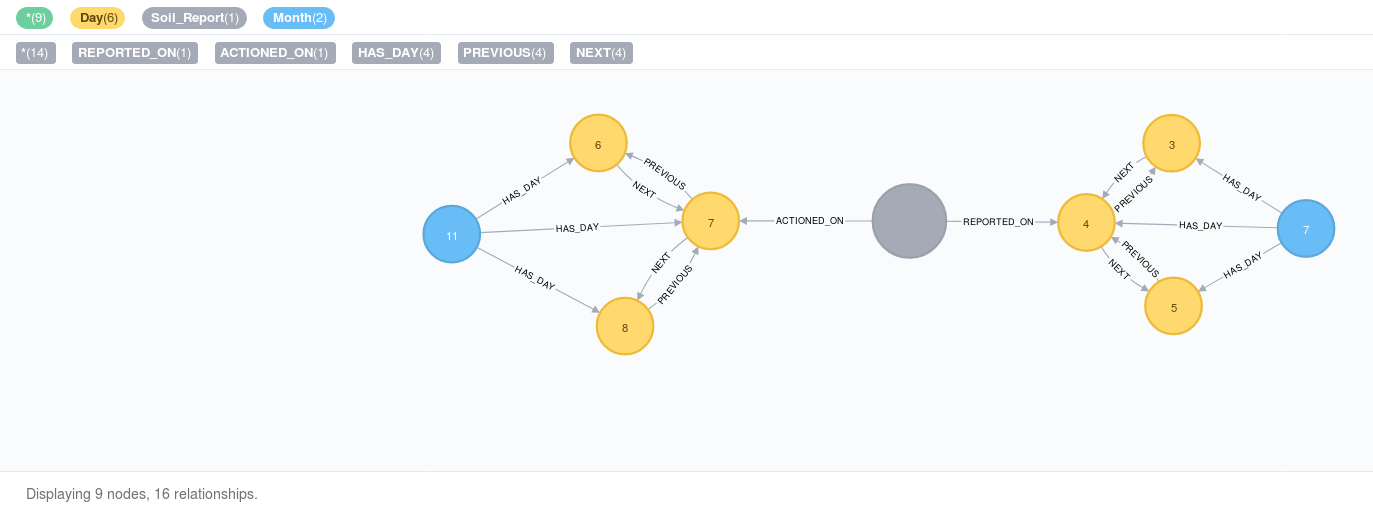 *(9) Day(6) Soil_Report(1) Month(2)
*(14) REPORTED_ON(1) ACTIONED_ON(1) HAS_DAY(4) PREVIOUS(4) NEXT(4)
6
3
PREVIOUS
NEXT
HAS_DAY
NEXT
PREVIOUS
HAS_DAY
11
HAS_DAY
7
ACTIONED_ON
REPORTED_ON
4
HAS_DAY
7
HAS_DAY
NEXT
PREVIOUS
PREVIOUS
NEXT
HAS_DAY
8
5
Displaying 9 nodes, 16 relationships.